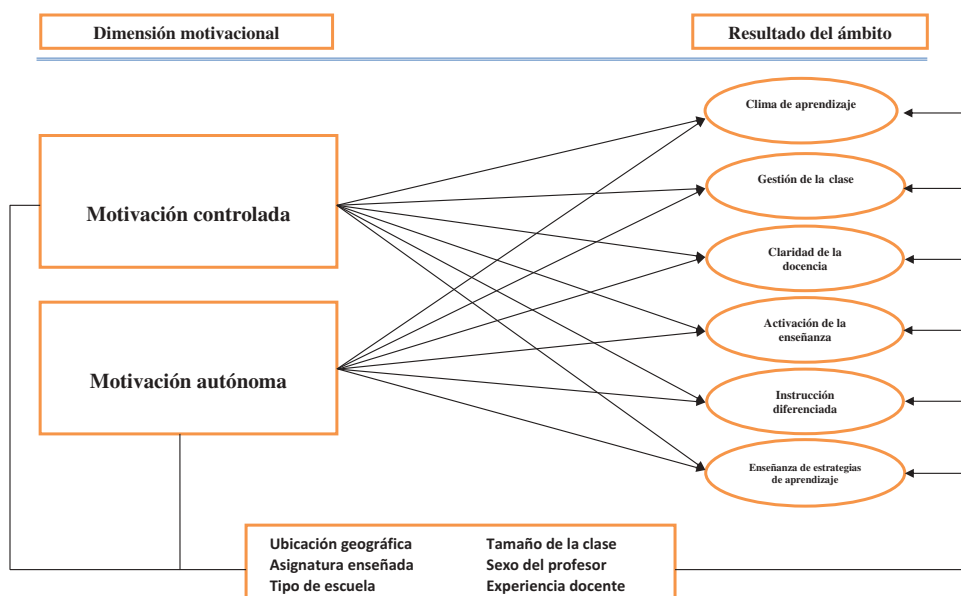 Dimensión motivacional
Resultado del ámbito
Clima de aprendizaje
Gestión de la clase
Motivación controlada
Claridad de la
docencia
Activación de la
enseñanza
Motivación autónoma
Instrucción
diferenciada
Enseñanza de estrategias
de aprendizaje
Ubicación geográfica
Tamaño de la clase
Asignatura enseñada
Sexo del profesor
Tipo de escuela
Experiencia docente